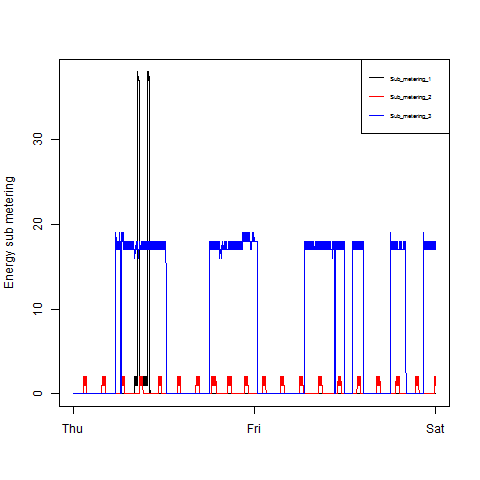 Sub_metering_1
Sub_metering_2
Sub_metering_3
Energy sub metering
30
20
10
0
Thu Fri Sat